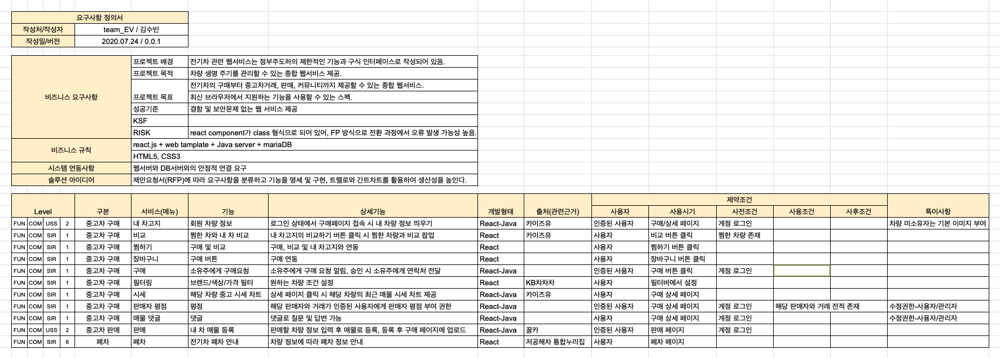 요구사항 정의서
작성처/작성자 team_EV / 김수빈
작성일/버전 2020.07.24 / 0.0.1
비즈니스 요구사항 프로젝트 배경 전기차 관련 웹서비스는 정부주도하의 제한적인 기능과 구식 인터페이스로 작성되어 있음.
프로젝트 목적 차량 생명 주기를 관리할 수 있는 종합 웹서비스 제공.
전기차의 구매부터 중고차거래, 판매, 커뮤니티까지 제공할 수 있는 종합 웹서비스.
프로젝트 목표 최신 브라우저에서 지원하는 기능을 사용할 수 있는 스펙.
성공기준 결함 및 보안문제 없는 웹 서비스 제공
KSF
RISK react component가 class 형식으로 되어 있어, FP 방식으로 전환 과정에서 오류 발생 가능성 높음.
비즈니스 규칙 react.js + web tamplate + Java server + mariaDB
HTML5, CSS3
시스템 연동사항 웹서버와 DB서버와의 안정적 연결 요구
솔루션 아이디어 제안요청서(RFP)에 따라 요구사항을 분류하고 기능을 명세 및 구현, 트렐로와 간트차트를 활용하여 생산성을 높인다.
제약조건
Level 구분 서비스(메뉴) 기능 상세기능 개발형태 출처(관련근거) 사용자 사용시기 사전조건 사용조건 사후조건 특이사항
FUN COM USS 2 중고차 구매 내 차고지 회원 차량 정보 로그인 상태에서 구매페이지 접속 시 내 차량 정보 띄우기 React-Java 카이즈유 인증된 사용자 구매/상세 페이지 계정 로그인 차량 미소유자는 기본 이미지 부여
FUN COM SIR 1 중고차 구매 비교 찜한 차와 내 차 비교 내 차고지의 비교하기 버튼 클릭 시 찜한 차량과 비교 팝업 React 카이즈유 사용자 비교 버튼 클릭 찜한 차량 존재
FUN COM SIR 1 중고차 구매 찜하기 구매 및 비교 구매, 비교 및 내 차고지와 연동 React 사용자 찜하기 버튼 클릭
FUN COM SIR 1 중고차 구매 장바구니 구매 버튼 구매 연동 React 사용자 장바구니 버튼 클릭
FUN COM SIR 1 중고차 구매 구매 소유주에게 구매요청 소유주에게 구매 요청 알림, 승인 시 소유주에게 연락처 전달 React-Java 인증된 사용자 구매 버튼 클릭 계정 로그인
FUN COM SIR 1 중고차 구매 필터링 브랜드/색상/가격 필터 원하는 차량 조건 설정 React KB차차차 사용자 필터바에서 설정
FUN COM SIR 1 중고차 구매 시세 해당 차량 중고 시세 차트 상세 페이지 클릭 시 해당 차량의 최근 매물 시세 차트 제공 React-Java 카이즈유 사용자 구매 상세 페이지
FUN COM SIR 1 중고차 구매 판매자 평점 평점 해당 판매자와 거래가 인증된 사용자에게 판매자 평점 부여 권한 React-Java 인증된 사용자 구매 상세 페이지 계정 로그인 해당 판매자와 거래 전적 존재 수정권한-사용자/관리자
FUN COM SIR 1 중고차 구매 매물 댓글 댓글 댓글로 질문 및 답변 가능 React-Java 사용자 구매 상세 페이지 계정 로그인 수정권한-사용자/관리자
FUN COM USS 2 중고차 판매 판매 내 차 매물 등록 판매할 차량 정보 입력 후 매물로 등록, 등록 후 구매 페이지에 업로드 React-Java 꿀카 인증된 사용자 판매 페이지 계정 로그인
FUN COM SIR 6 폐차 폐차 전기차 폐차 안내 차량 정보에 따라 폐차 정보 안내 React 저공해차 통합누리집 사용자 폐차 페이지